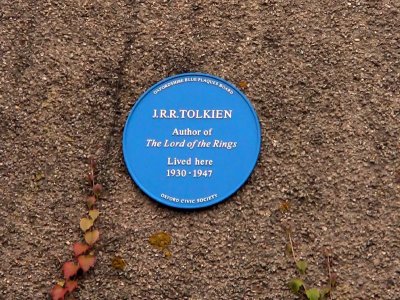 OXFORDSHIRE BLUE PLAQUES BOARD
J.R.R.TOLKIEN
Author of
The Lord of the Rings
Lived here
1930 - 1947
OXFORD CIVIC SOCIETY